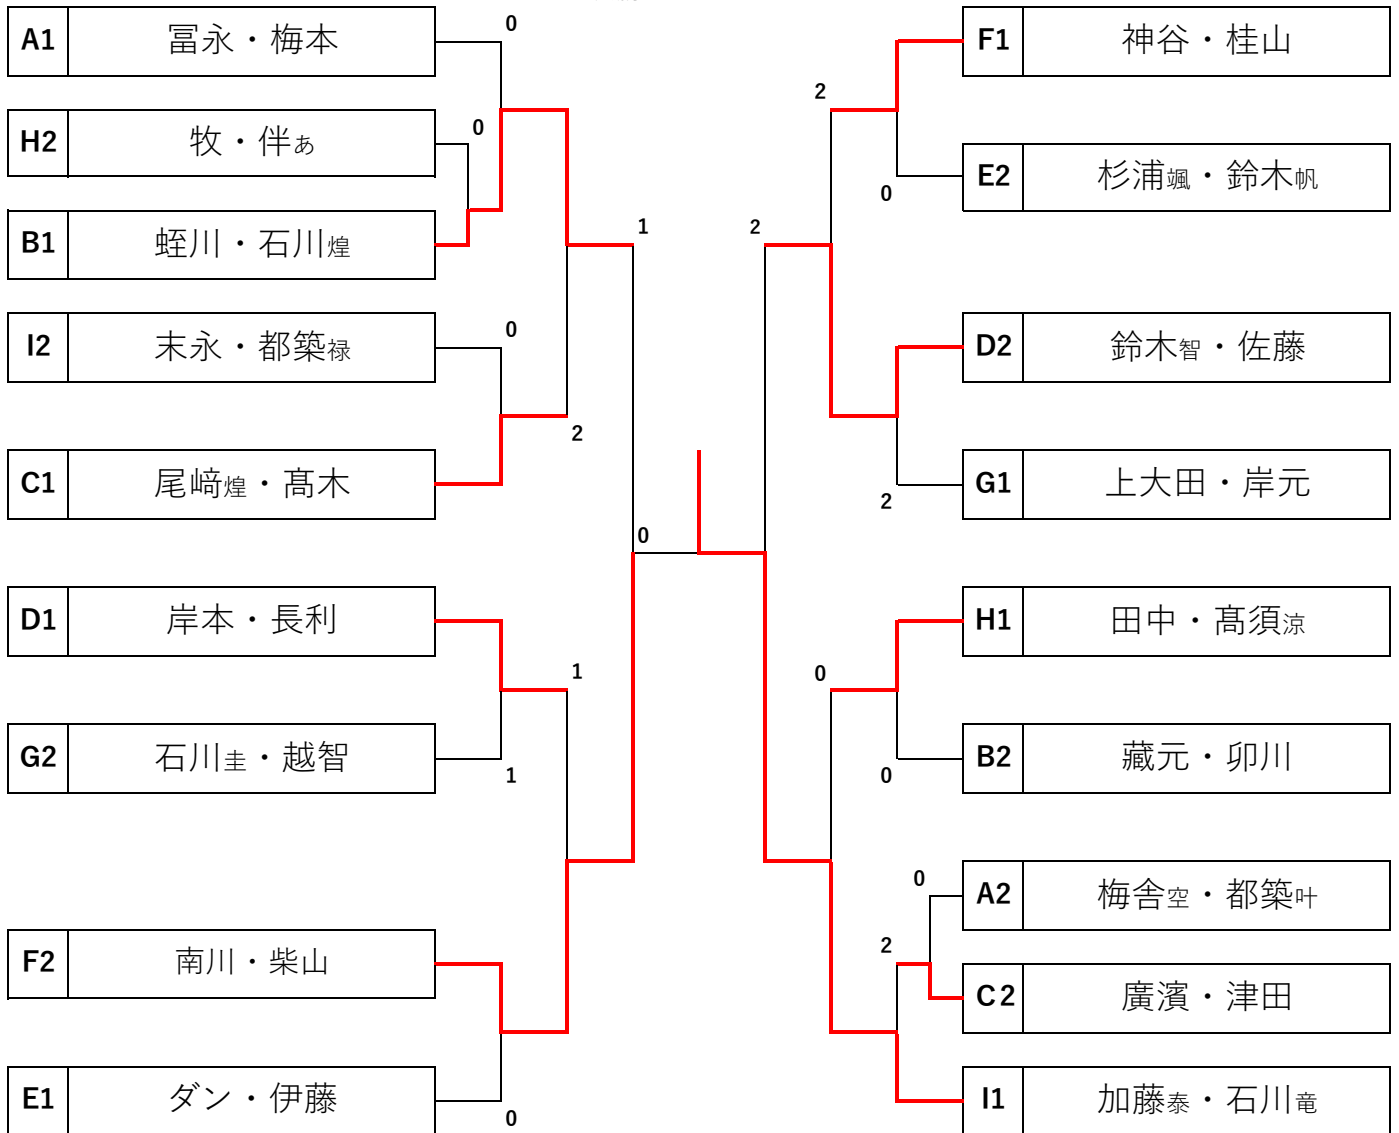 A1 冨永・梅本
0
H2 牧・伴あ
0
B1 蛭川・石川煌
1
I2 末永・都築禄
0
2
C1 尾﨑煌・髙木
0
D1 岸本・長利
1
G2 石川圭・越智
1
F2 南川・柴山
E1 ダン・伊藤
0
F1 神谷・桂山
2
E2 杉浦颯・鈴木帆
0
2
D2 鈴木智・佐藤
G1 上大田・岸元
2
H1 田中・髙須涼
0
B2 藏元・卯川
0
A2 梅舎空・都築叶
0
2
C2 廣濱・津田
I1 加藤泰・石川竜